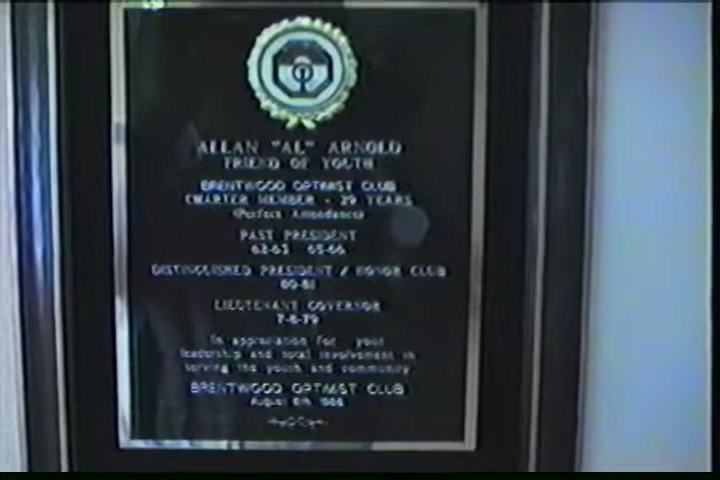 ALLAN "AL" ARNOLD
FRIEND OF YOUTH
BRENTWOOD OPTIMIST CLUB
CHARTER MEMBER - 29 YEARS
(Perfect Attendance)
PAST PRESIDENT
62-63 65-66
DISTINGUISHED PRESIDENT / HONOR CLUB
80-81
LIEUTENANT GOVERNOR
In appreciation for your
leadership and total involvement in
serving the youth and community
BRENTWOOD OPTIMIST CLUB
August 6th